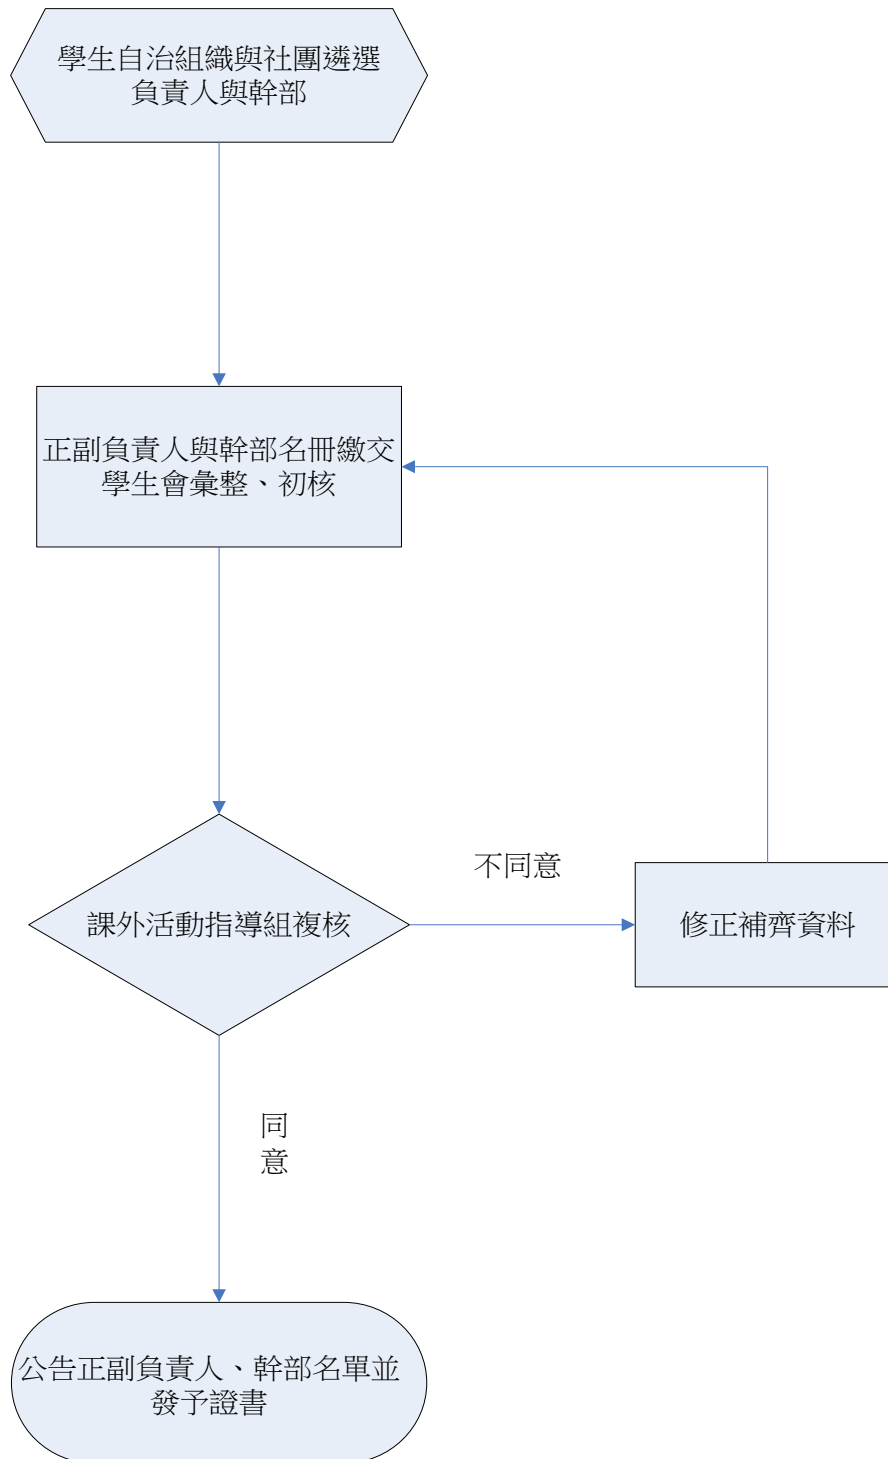 學生自治組織與社團遴選
負責人與幹部
正副負責人與幹部名冊繳交
學生會彙整、初核
不同意
課外活動指導組複核
修正補齊資料
同
意
公告正副負責人、幹部名單並
發予證書